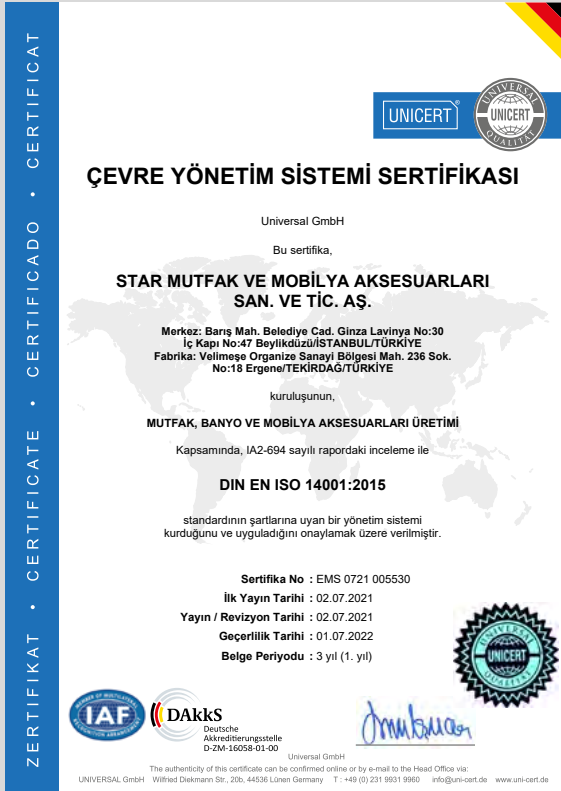 ZERTIFIKAT • CERTIFICATE • CERTIFICADO • CERTIFICAT
UNICERT®
UNIVERSAL
UNICERT
QUALITÄT
ÇEVRE YÖNETİM SİSTEMİ SERTİFİKASI
Universal GmbH
Bu sertifika,
STAR MUTFAK VE MOBİLYA AKSESUARLARI
SAN. VE TİC. AŞ.
Merkez: Barış Mah. Belediye Cad. Ginza Lavinya No:30
İç Kapı No:47 Beylikdüzü/İSTANBUL/TÜRKİYE
Fabrika: Velimeşe Organize Sanayi Bölgesi Mah. 236 Sok.
No:18 Ergene/TEKİRDAĞ/TÜRKİYE
kuruluşunun,
MUTFAK, BANYO VE MOBİLYA AKSESUARLARI ÜRETİMİ
Kapsamında, IA2-694 sayılı rapordaki inceleme ile
DIN EN ISO 14001:2015
standardının şartlarına uyan bir yönetim sistemi
kurduğunu ve uyguladığını onaylamak üzere verilmiştir.
Sertifika No : EMS 0721 005530
İlk Yayın Tarihi : 02.07.2021
Yayın / Revizyon Tarihi : 02.07.2021
Geçerlilik Tarihi : 01.07.2022
Belge Periyodu : 3 yıl (1. yıl)
UNIVERSAL
UNICERT
QUALITÄT
MEMBER OF MULTILATERAL
IAF
RECOGNITION ARRANGEMENT
DAkkS
Deutsche
Akkreditierungsstelle
D-ZM-16058-01-00
Universal GmbH
The authenticity of this certificate can be confirmed online or by e-mail to the Head Office via:
UNIVERSAL GmbH Wilfried Diekmann Str., 20b, 44536 Lünen Germany T : +49 (0) 231 9931 9960 info@uni-cert.de www.uni-cert.de